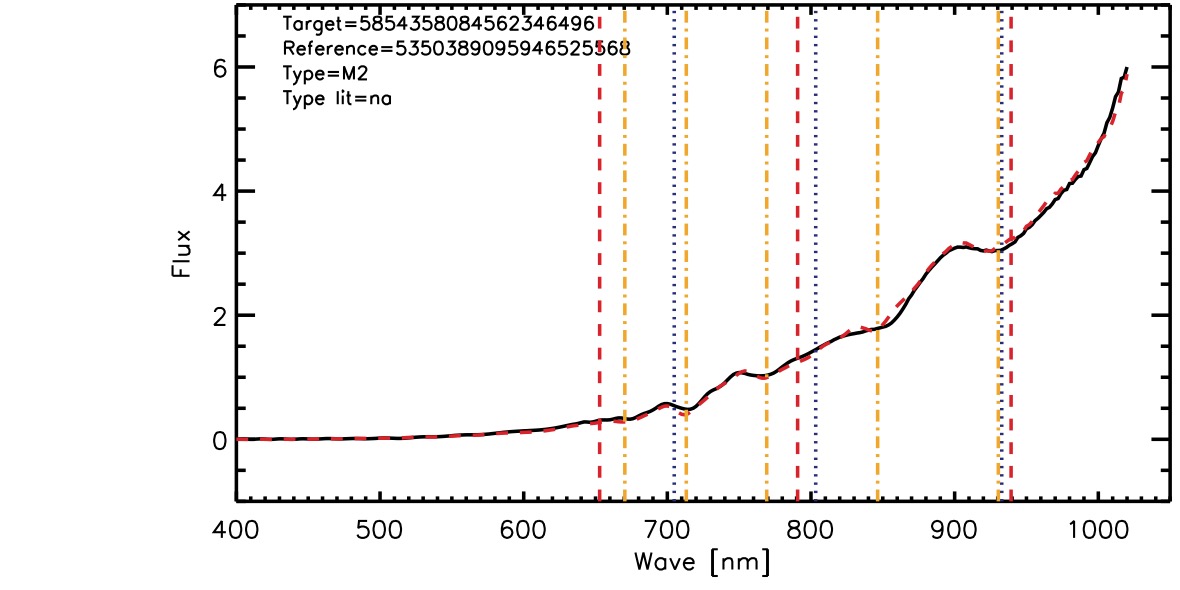 Target=5854358084562346496
Reference=5350389095946525568
Type=M2
Type lit=na
6
4
2
0
Flux
400 500 600 700 800 900 1000
Wave [nm]